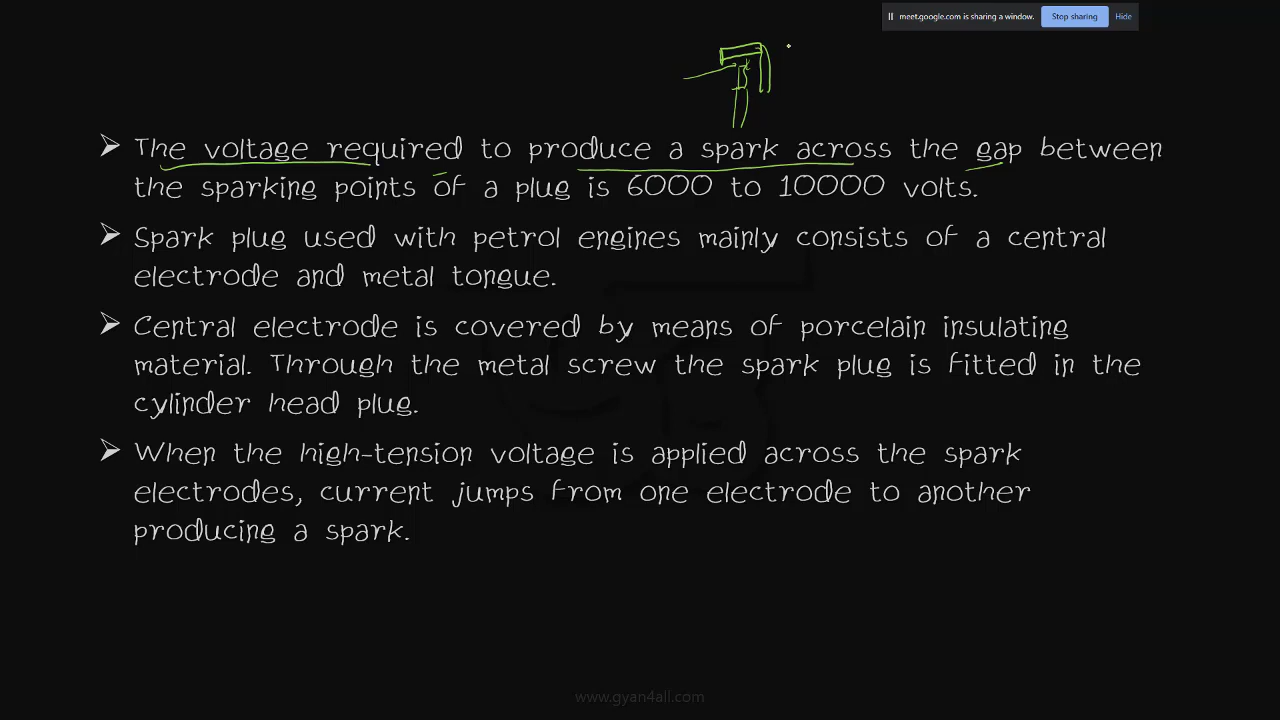 meet.google.com is sharing a window. Stop sharing Hide
➢ The voltage required to produce a spark across the gap between
the sparking points of a plug is 6000 to 10000 volts.
➢ Spark plug used with petrol engines mainly consists of a central
electrode and metal tongue.
➢ Central electrode is covered by means of porcelain insulating
material. Through the metal screw the spark plug is fitted in the
cylinder head plug.
➢ When the high-tension voltage is applied across the spark
electrodes, current jumps from one electrode to another
producing a spark.
www.gyan4all.com